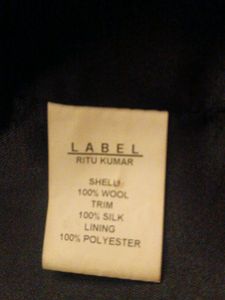 LABEL
RITU KUMAR
SHELL
100% WOOL
TRIM
100% SILK
LINING
100% POLYESTER